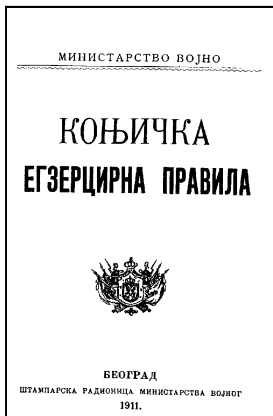 МИНИСТАРСТВО ВОЈНО
КОЊИЧКА
ЕГЗЕРЦИРНА ПРАВИЛА
БЕОГРАД
ШТАМПАРСКА РАДИОНИЦА МИНИСТАРСТВА ВОЈНОГ
1911.